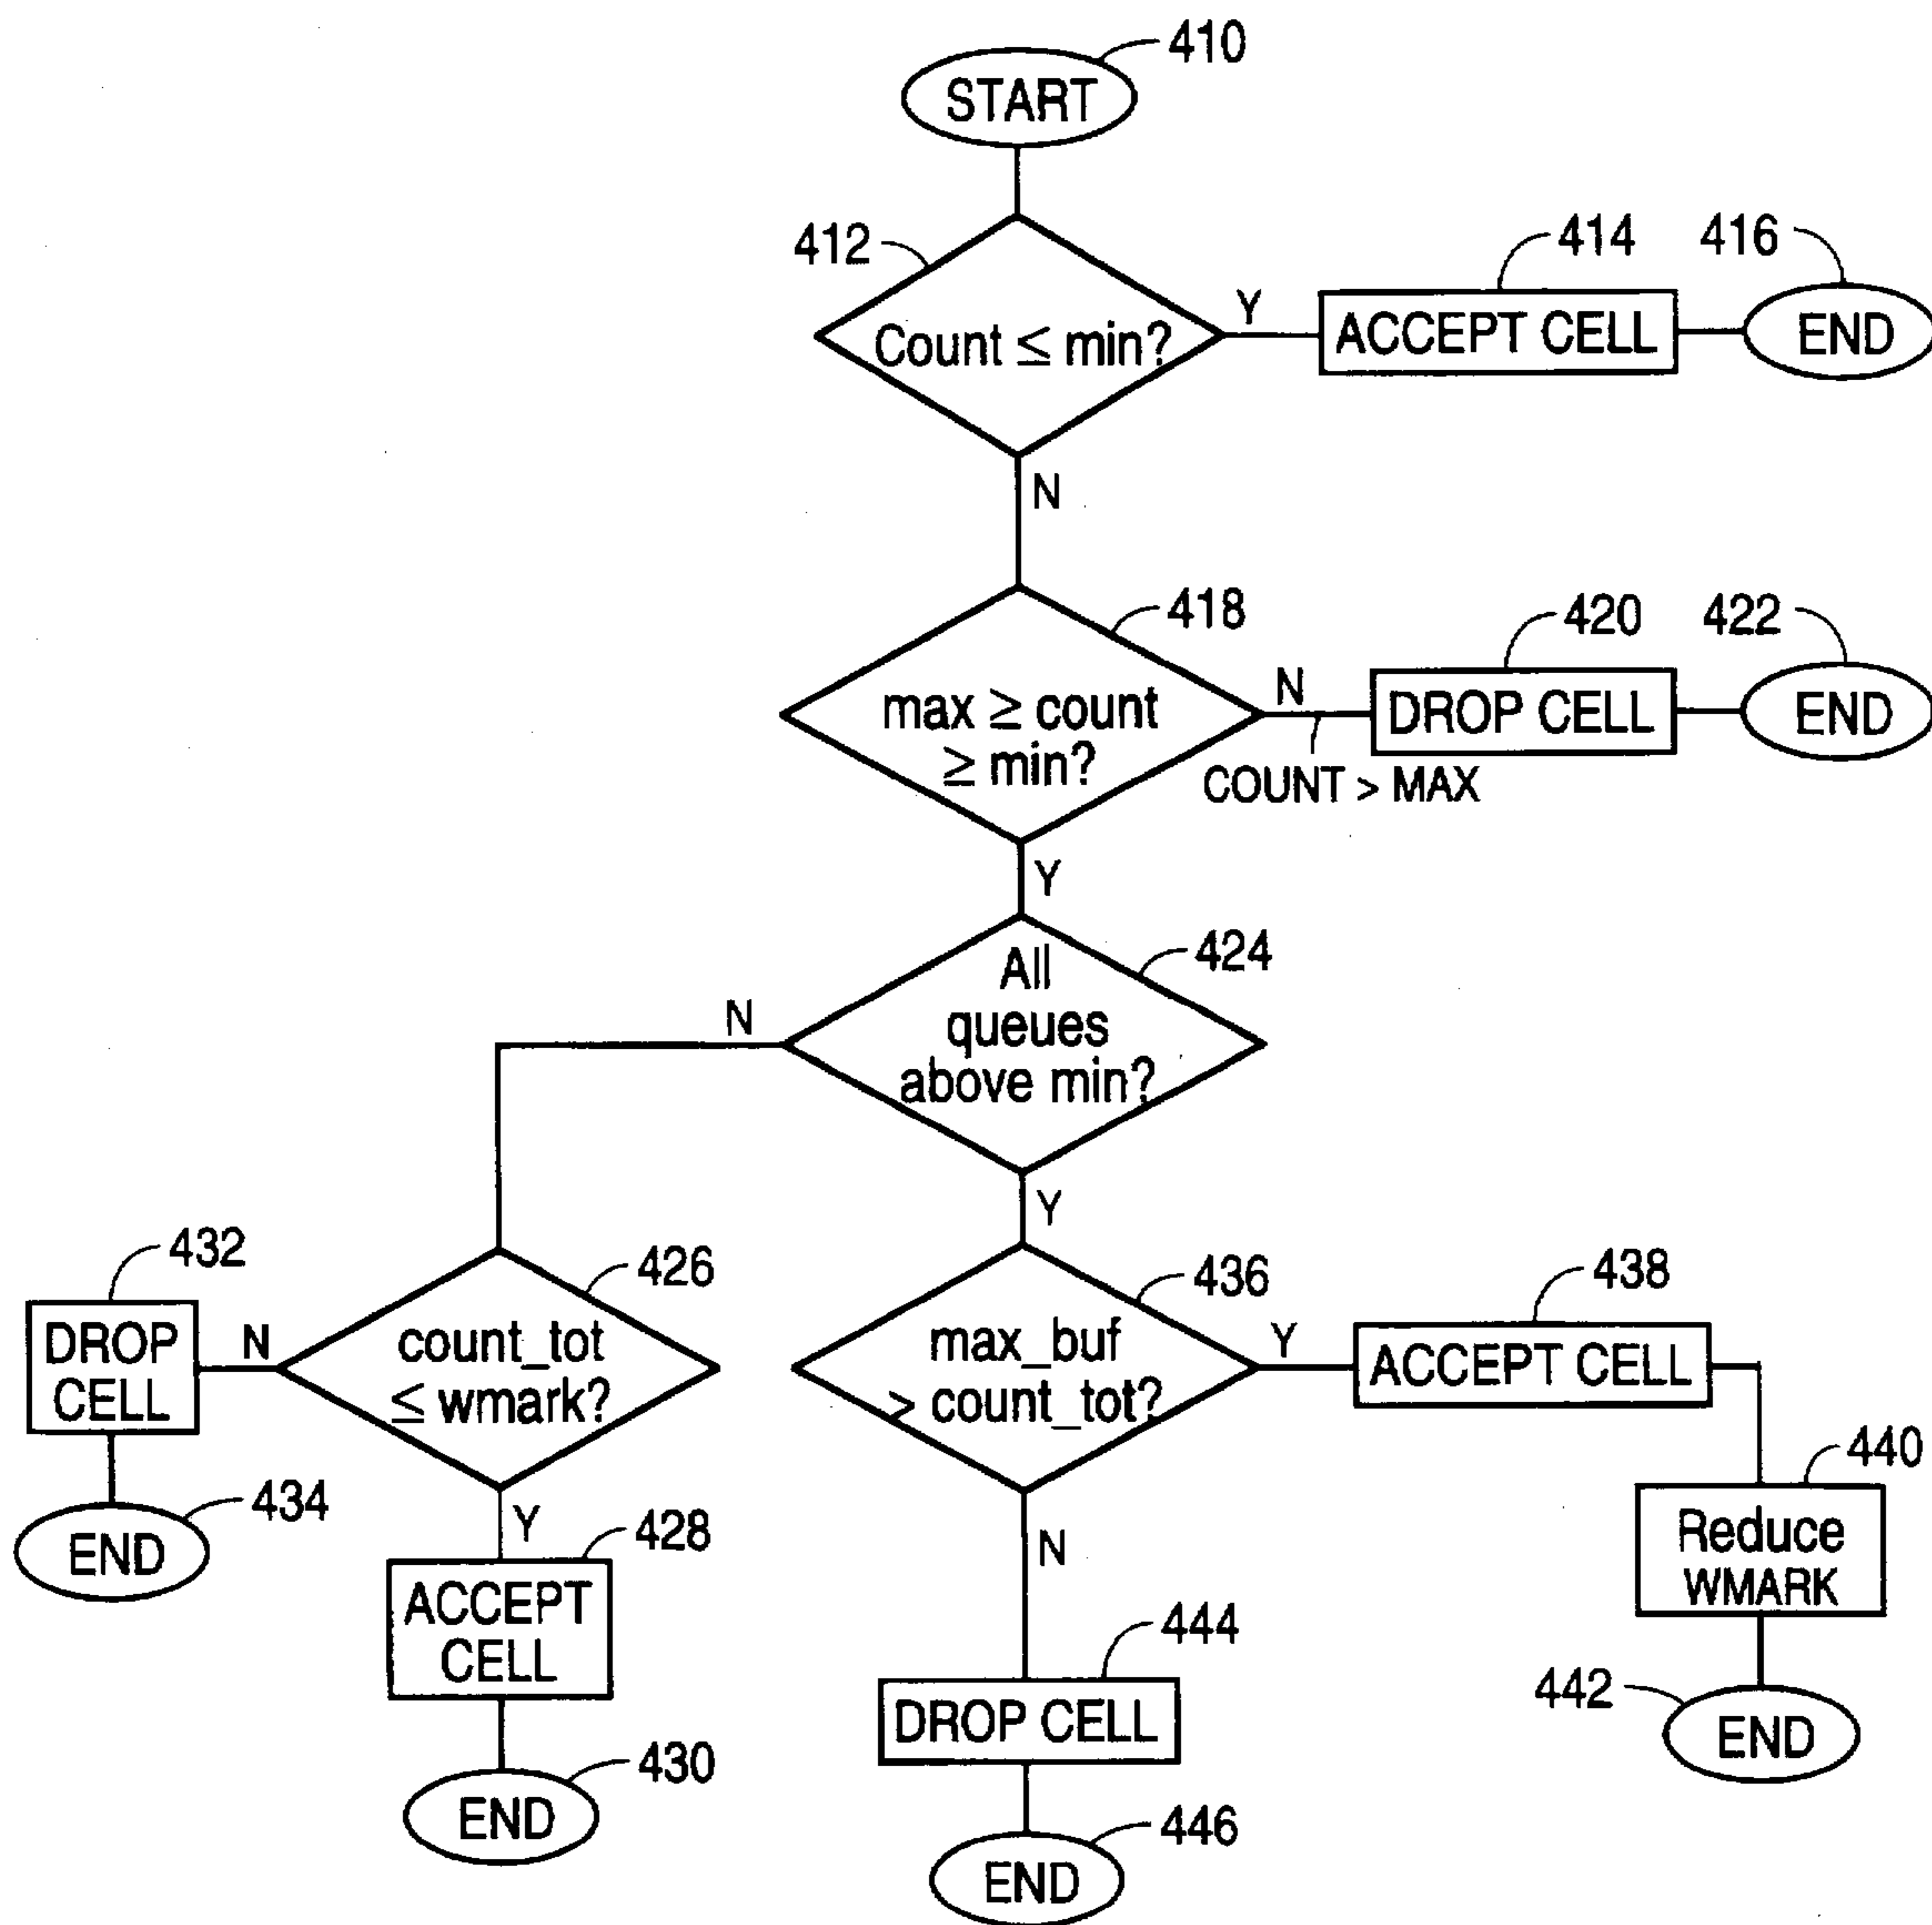 410
START
412
414
416
Count ≤ min?
Y
ACCEPT CELL
END
N
418
420
422
max ≥ count
≥ min?
N
DROP CELL
END
COUNT > MAX
Y
424
All
queues
above min?
N
Y
432
426
436
438
DROP
CELL
N
count_tot
≤ wmark?
max_buf
> count_tot?
Y
ACCEPT CELL
440
Reduce
WMARK
434
END
Y
428
N
ACCEPT
CELL
444
DROP CELL
442
END
430
END
446
END